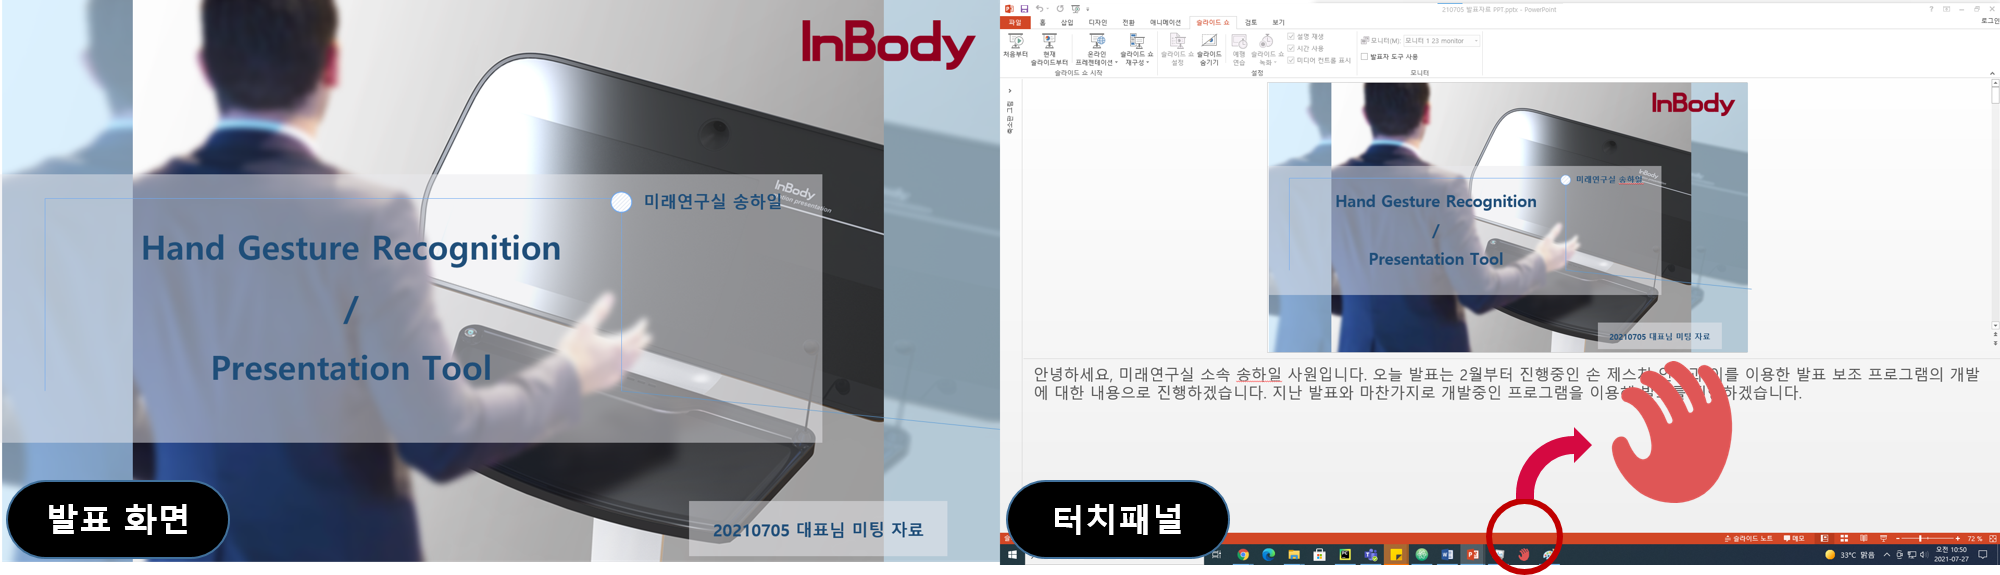 InBody
InBody
vision presentation
미래연구실 송하일
Hand Gesture Recognition
/
Presentation Tool
20210705 대표님 미팅 자료
발표 화면
210705 발표자료 PPT.pptx - PowerPoint
로그인
파일 홈 삽입 디자인 전환 애니메이션 슬라이드 쇼 검토 보기
처음부터
현재
슬라이드부터
온라인
프레젠테이션
슬라이드 쇼
재구성
슬라이드 쇼
설정
슬라이드
숨기기
예행
연습
슬라이드 쇼
녹화
설명 재생
시간 사용
미디어 컨트롤 표시
모니터(M): 모니터 1 23 monitor
발표자 도구 사용
슬라이드 쇼 시작
설정
모니터
InBody
미래연구실 송하일
Hand Gesture Recognition
/
Presentation Tool
20210705 대표님 미팅 자료
안녕하세요, 미래연구실 소속 송하일 사원입니다. 오늘 발표는 2월부터 진행중인 손 제스처 이를 이용한 발표 보조 프로그램의 개발
에 대한 내용으로 진행하겠습니다. 지난 발표와 마찬가지로 개발중인 프로그램을 이용해 하겠습니다.
터치패널
슬라이드 노트 메모 72 %
33°C 맑음
오전 10:50
2021-07-27